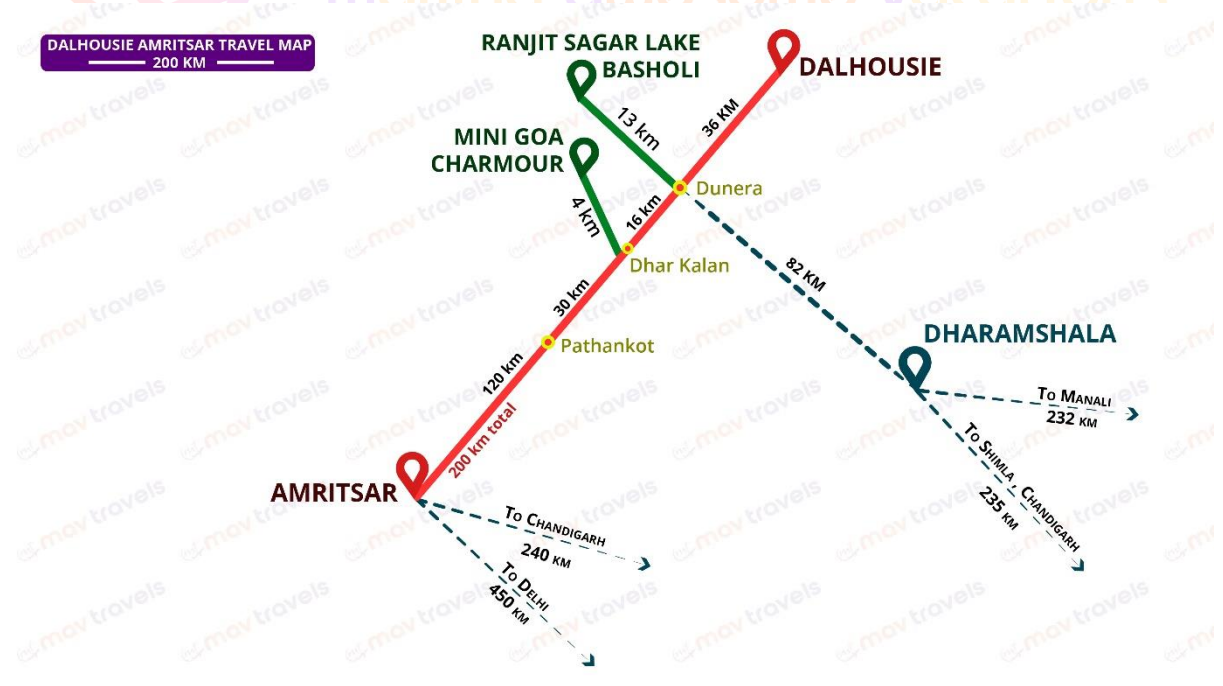 DALHOUSIE AMRITSAR TRAVEL MAP
200 KM
RANJIT SAGAR LAKE
BASHOLI
DALHOUSIE
36 KM
13 km
MINI GOA
CHARMOUR
Dunera
16 km
4 km
Dhar Kalan
82 KM
30 km
DHARAMSHALA
Pathankot
120 km
200 km total
To Manali
232 km
To Shimla , Chandigarh
235 km
AMRITSAR
To Chandigarh
240 km
To Delhi
450 km
mav travels